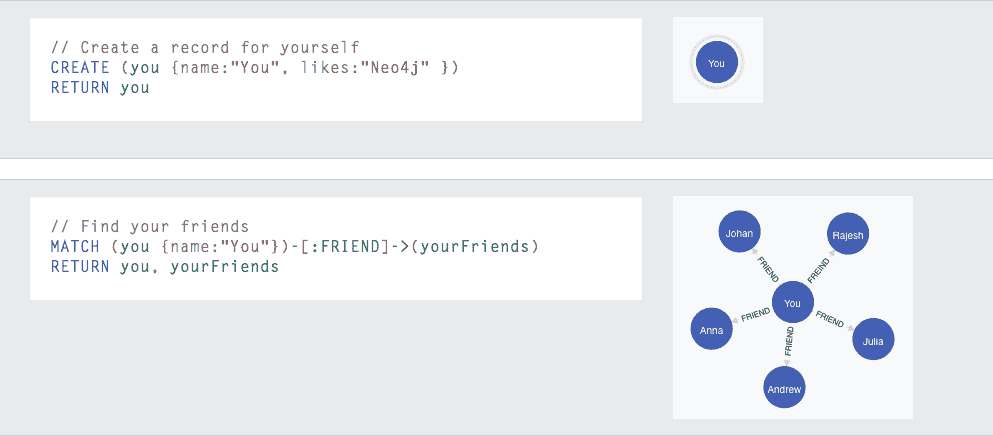 // Create a record for yourself
CREATE (you {name:"You", likes:"Neo4j" })
RETURN you
You
// Find your friends
MATCH (you {name:"You"})-[:FRIEND]->(yourFriends)
RETURN you, yourFriends
Johan
Rajesh
FRIEND
FREIND
You
FRIEND
FRIEND
Anna
FRIEND
Julia
Andrew